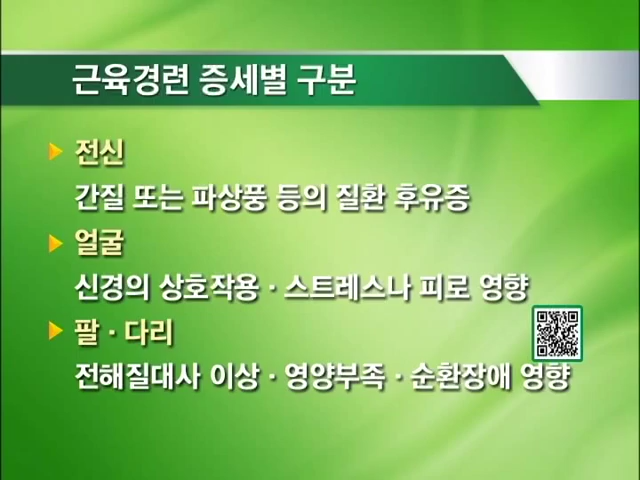 근육경련 증세별 구분
전신
간질 또는 파상풍 등의 질환 후유증
얼굴
신경의 상호작용 · 스트레스나 피로 영향
팔 · 다리
전해질대사 이상 · 영양부족 · 순환장애 영향